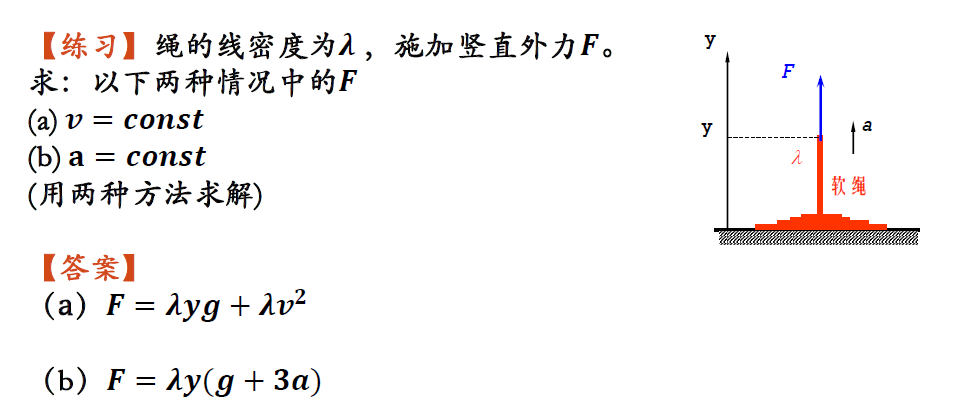 【练习】绳的线密度为λ，施加竖直外力F。
求：以下两种情况中的F
(a) v = const
(b) a = const
(用两种方法求解)
【答案】
（a）F = λyg + λv²
（b）F = λy(g + 3a)
y
F
y
a
λ
软绳